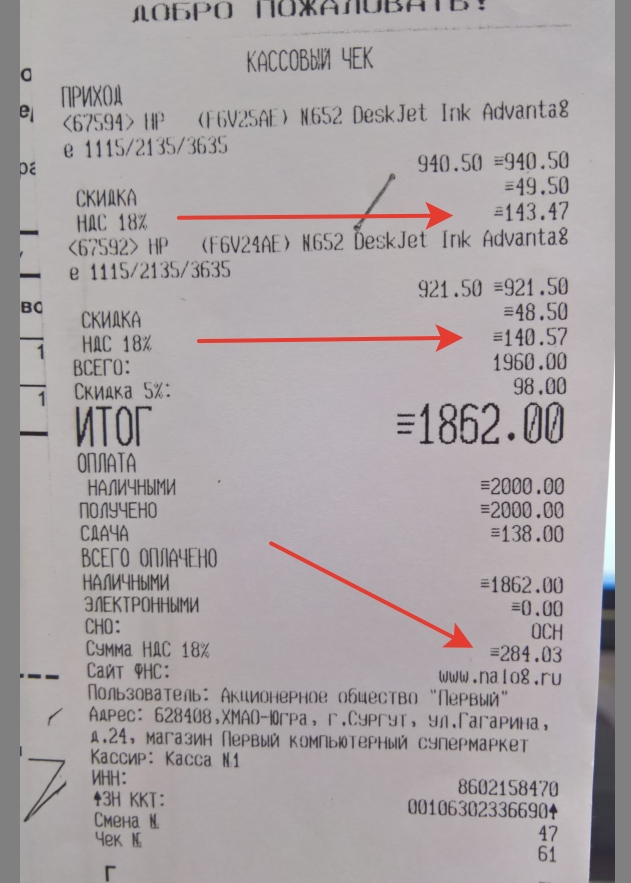 ДОБРО ПОЖАЛОВАТЬ!
КАССОВЫЙ ЧЕК
ПРИХОД
<67594> HP (F6V25AE) N652 DeskJet Ink Advantag
e 1115/2135/3635
940.50 ≡940.50
СКИДКА ≡49.50
НДС 18% ≡143.47
<67592> HP (F6V24AE) N652 DeskJet Ink Advantag
e 1115/2135/3635
921.50 ≡921.50
СКИДКА ≡48.50
НДС 18% ≡140.57
ВСЕГО: 1960.00
Скидка 5%: 98.00
ИТОГ ≡1862.00
ОПЛАТА
НАЛИЧНЫМИ ≡2000.00
ПОЛУЧЕНО ≡2000.00
СДАЧА ≡138.00
ВСЕГО ОПЛАЧЕНО
НАЛИЧНЫМИ ≡1862.00
ЭЛЕКТРОННЫМИ ≡0.00
СНО: ОСН
Сумма НДС 18% ≡284.03
Сайт ФНС: www.nalog.ru
Пользователь: Акционерное общество "Первый"
Адрес: 628408,ХМАО-Югра, г.Сургут, ул.Гагарина,
д.24, магазин Первый компьютерный супермаркет
Кассир: Касса №1
ИНН: 8602158470
↑ЗН ККТ: 00106302336690↑
Смена № 47
Чек № 61